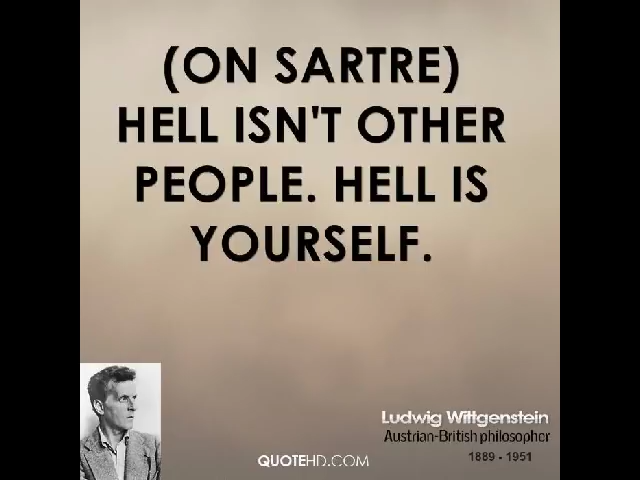 (ON SARTRE)
HELL ISN'T OTHER
PEOPLE. HELL IS
YOURSELF.
Ludwig Wittgenstein
Austrian-British philosopher
1889 - 1951
QUOTEHD.COM